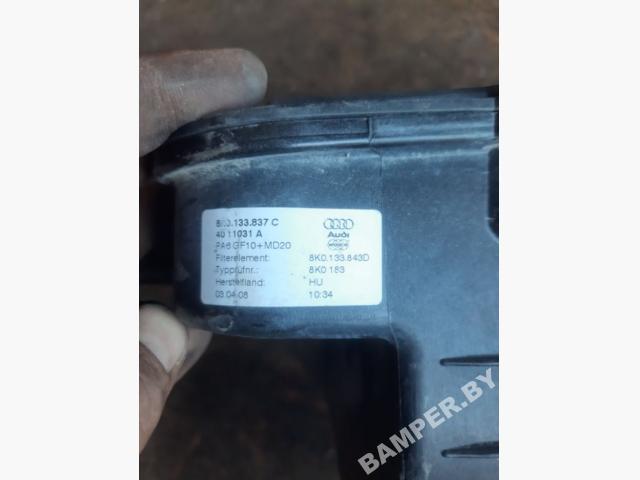 8K0.133.837 C
40 11031 A
PA6 GF10+MD20
Filterelement: 8K0.133.843D
Typprüfnr.: 8K0 183
Herstelland: HU
03.04.08 10:34
Audi
BAMPER.BY